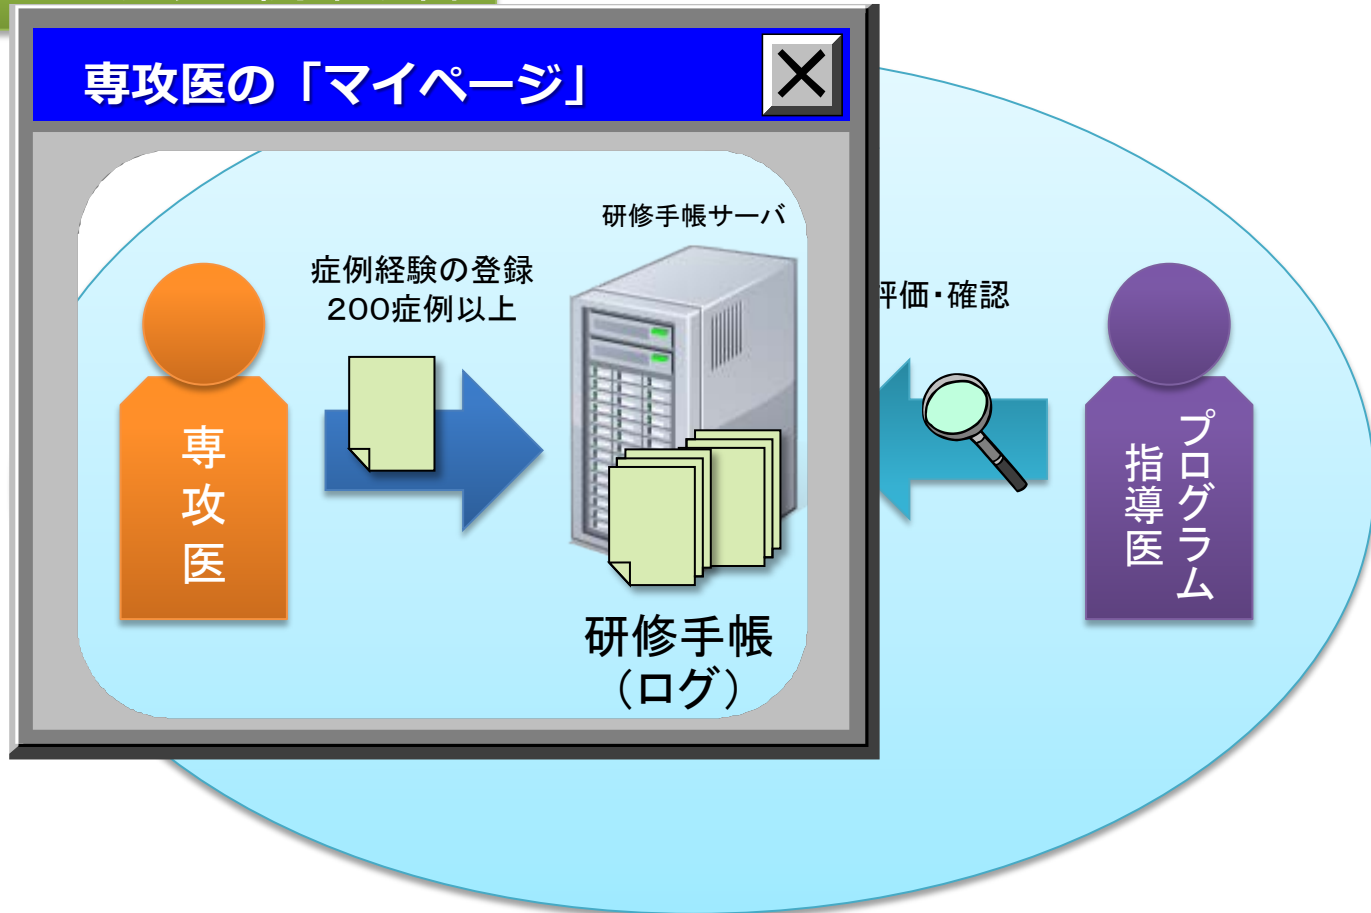 専攻医の「マイページ」
研修手帳サーバ
症例経験の登録
200症例以上
評価・確認
専攻医
プログラム
指導医
研修手帳
（ログ）